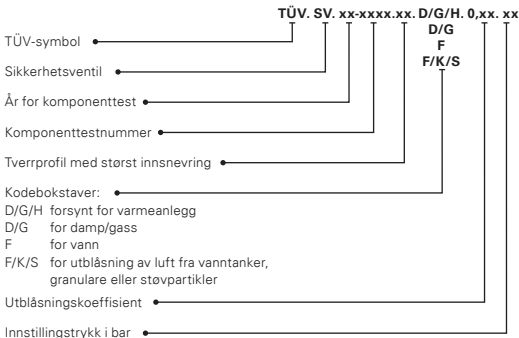 TÜV. SV. xx-xxxx.xx. D/G/H. 0,xx. xx
D/G
F
F/K/S
TÜV-symbol
Sikkerhetsventil
År for komponenttest
Komponenttestnummer
Tverrprofil med størst innsnevring
Kodebokstaver:
D/G/H forsynt for varmeanlegg
D/G for damp/gass
F for vann
F/K/S for utblåsning av luft fra vanntanker,
granulare eller støvpartikler
Utblåsningskoeffisient
Innstillingstrykk i bar